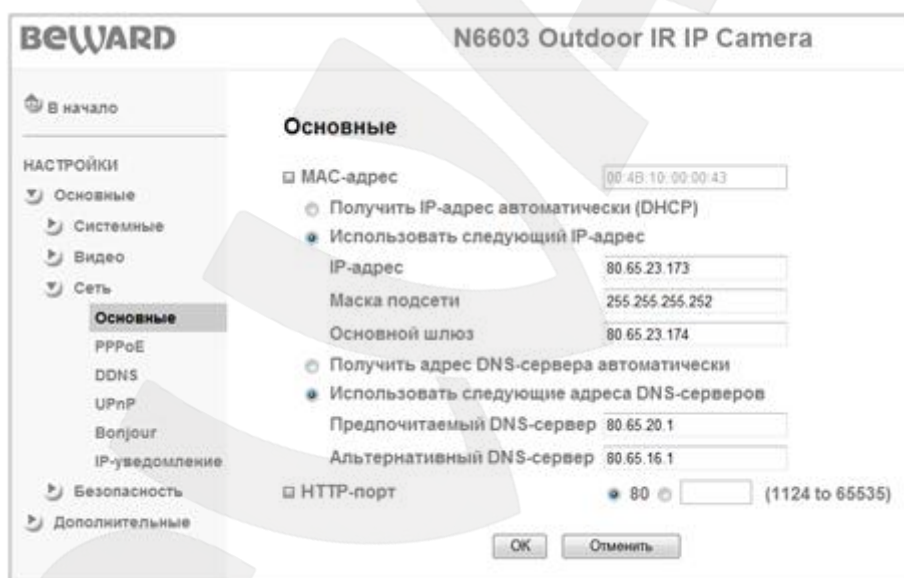 BEWARD
N6603 Outdoor IR IP Camera
В начало
НАСТРОЙКИ
Основные
Системные
Видео
Сеть
Основные
PPPoE
DDNS
UPnP
Bonjour
IP-уведомление
Безопасность
Дополнительные
Основные
MAC-адрес 00:4B:10:00:00:43
Получить IP-адрес автоматически (DHCP)
Использовать следующий IP-адрес
IP-адрес 80.65.23.173
Маска подсети 255.255.255.252
Основной шлюз 80.65.23.174
Получить адрес DNS-сервера автоматически
Использовать следующие адреса DNS-серверов
Предпочитаемый DNS-сервер 80.65.20.1
Альтернативный DNS-сервер 80.65.16.1
HTTP-порт 80 (1124 to 65535)
OK Отменить